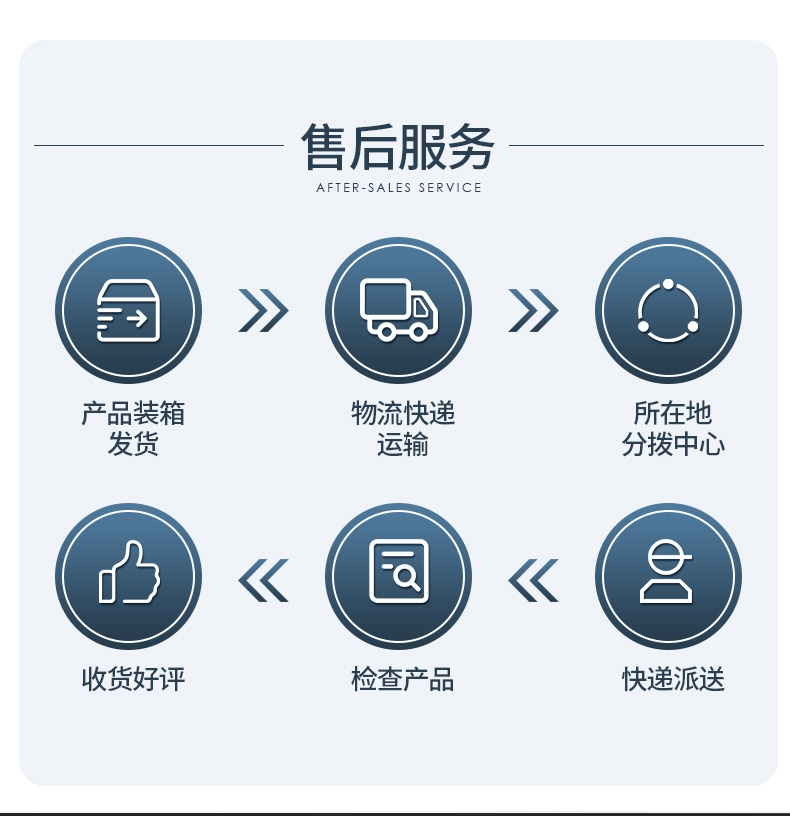 售后服务
AFTER-SALES SERVICE
产品装箱
发货
物流快递
运输
所在地
分拨中心
收货好评
检查产品
快递派送